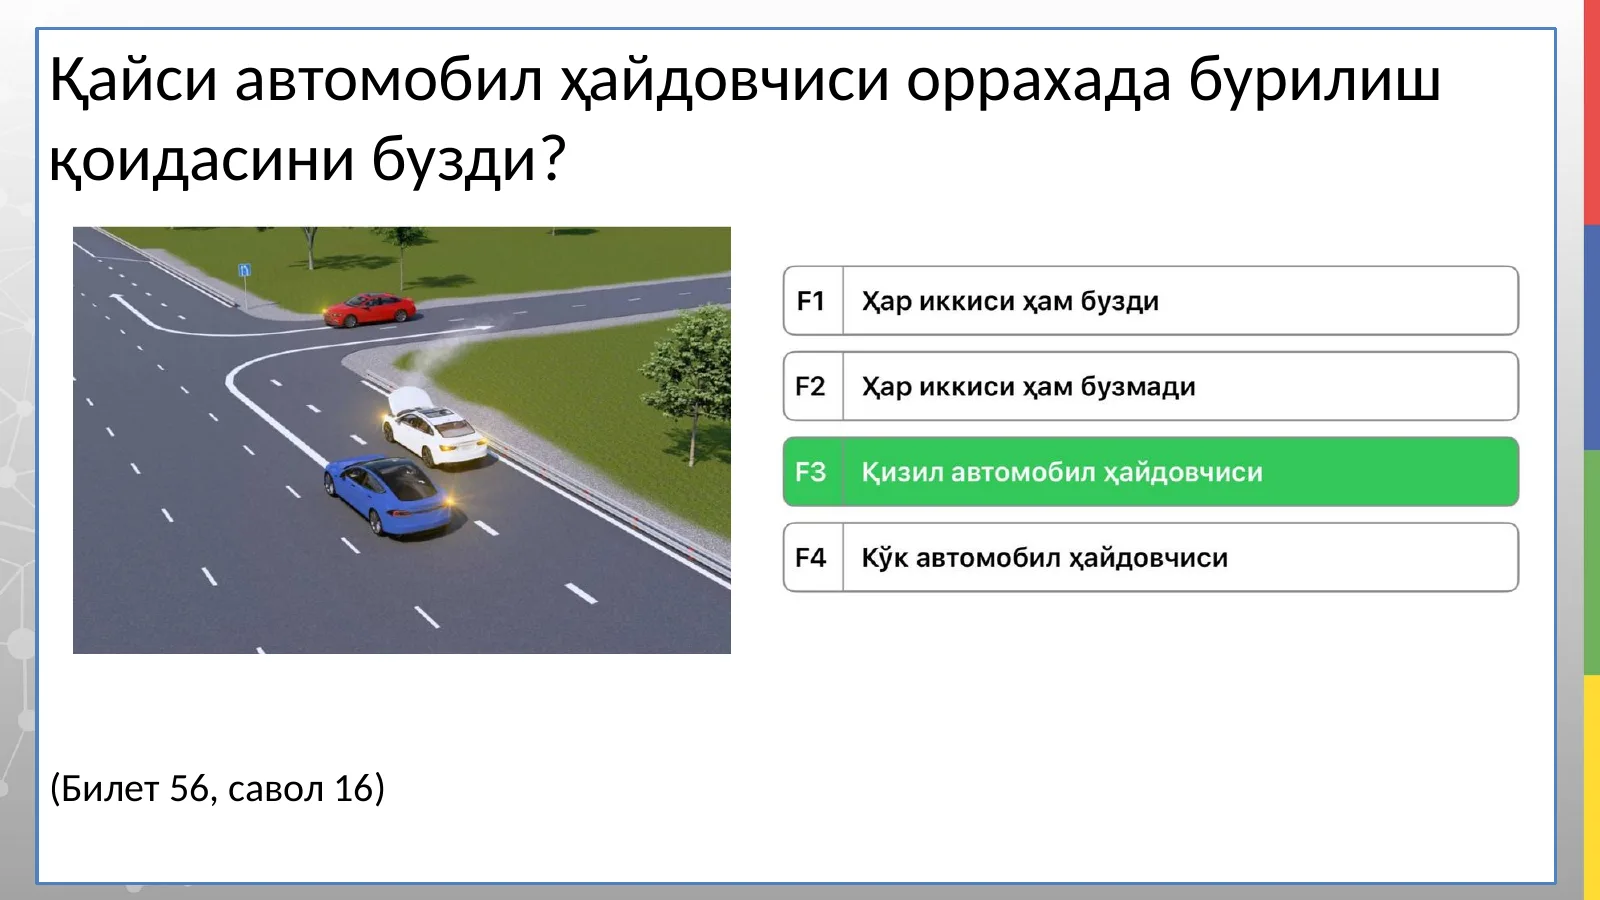 Қайси автомобил ҳайдовчиси оррахада бурилиш
қоидасини бузди?
F1 Ҳар иккиси ҳам бузди
F2 Ҳар иккиси ҳам бузмади
F3 Қизил автомобил ҳайдовчиси
F4 Кўк автомобил ҳайдовчиси
(Билет 56, савол 16)